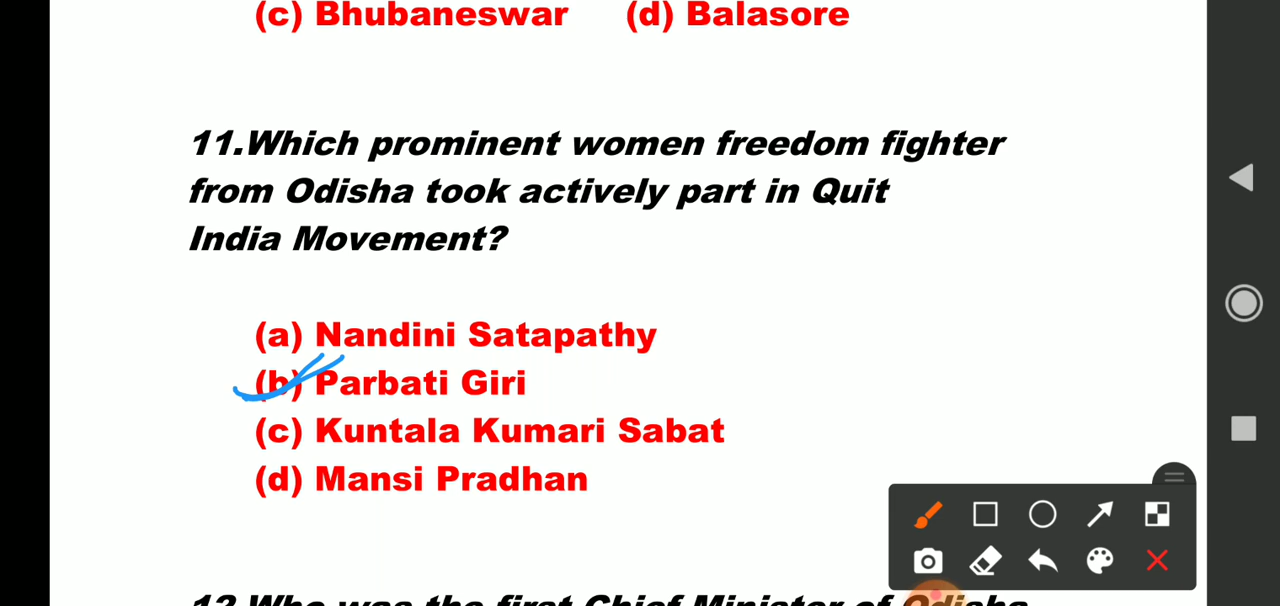 (c) Bhubaneswar (d) Balasore
11.Which prominent women freedom fighter
from Odisha took actively part in Quit
India Movement?
(a) Nandini Satapathy
(b) Parbati Giri
(c) Kuntala Kumari Sabat
(d) Mansi Pradhan
12.Who was the first Chief Minister of Odisha